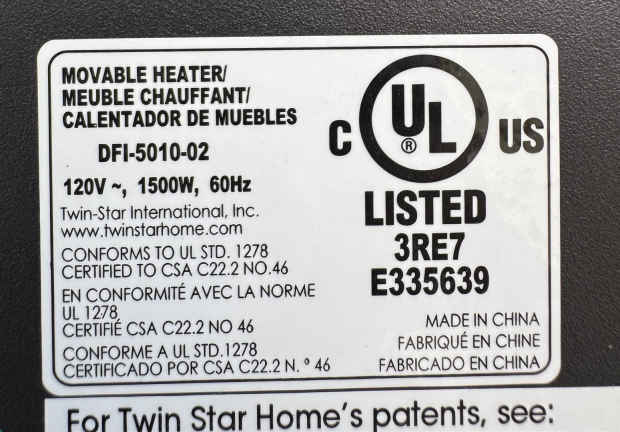 MOVABLE HEATER/
MEUBLE CHAUFFANT/
CALENTADOR DE MUEBLES
DFI-5010-02
120V ~, 1500W, 60Hz
Twin-Star International, Inc.
www.twinstarhome.com
CONFORMS TO UL STD. 1278
CERTIFIED TO CSA C22.2 NO.46
EN CONFORMITÉ AVEC LA NORME
UL 1278
CERTIFIÉ CSA C22.2 NO 46
CONFORME A UL STD.1278
CERTIFICADO POR CSA C22.2 N. º 46
C UL ® US
LISTED
3RE7
E335639
MADE IN CHINA
FABRIQUÉ EN CHINE
FABRICADO EN CHINA
For Twin Star Home's patents, see: